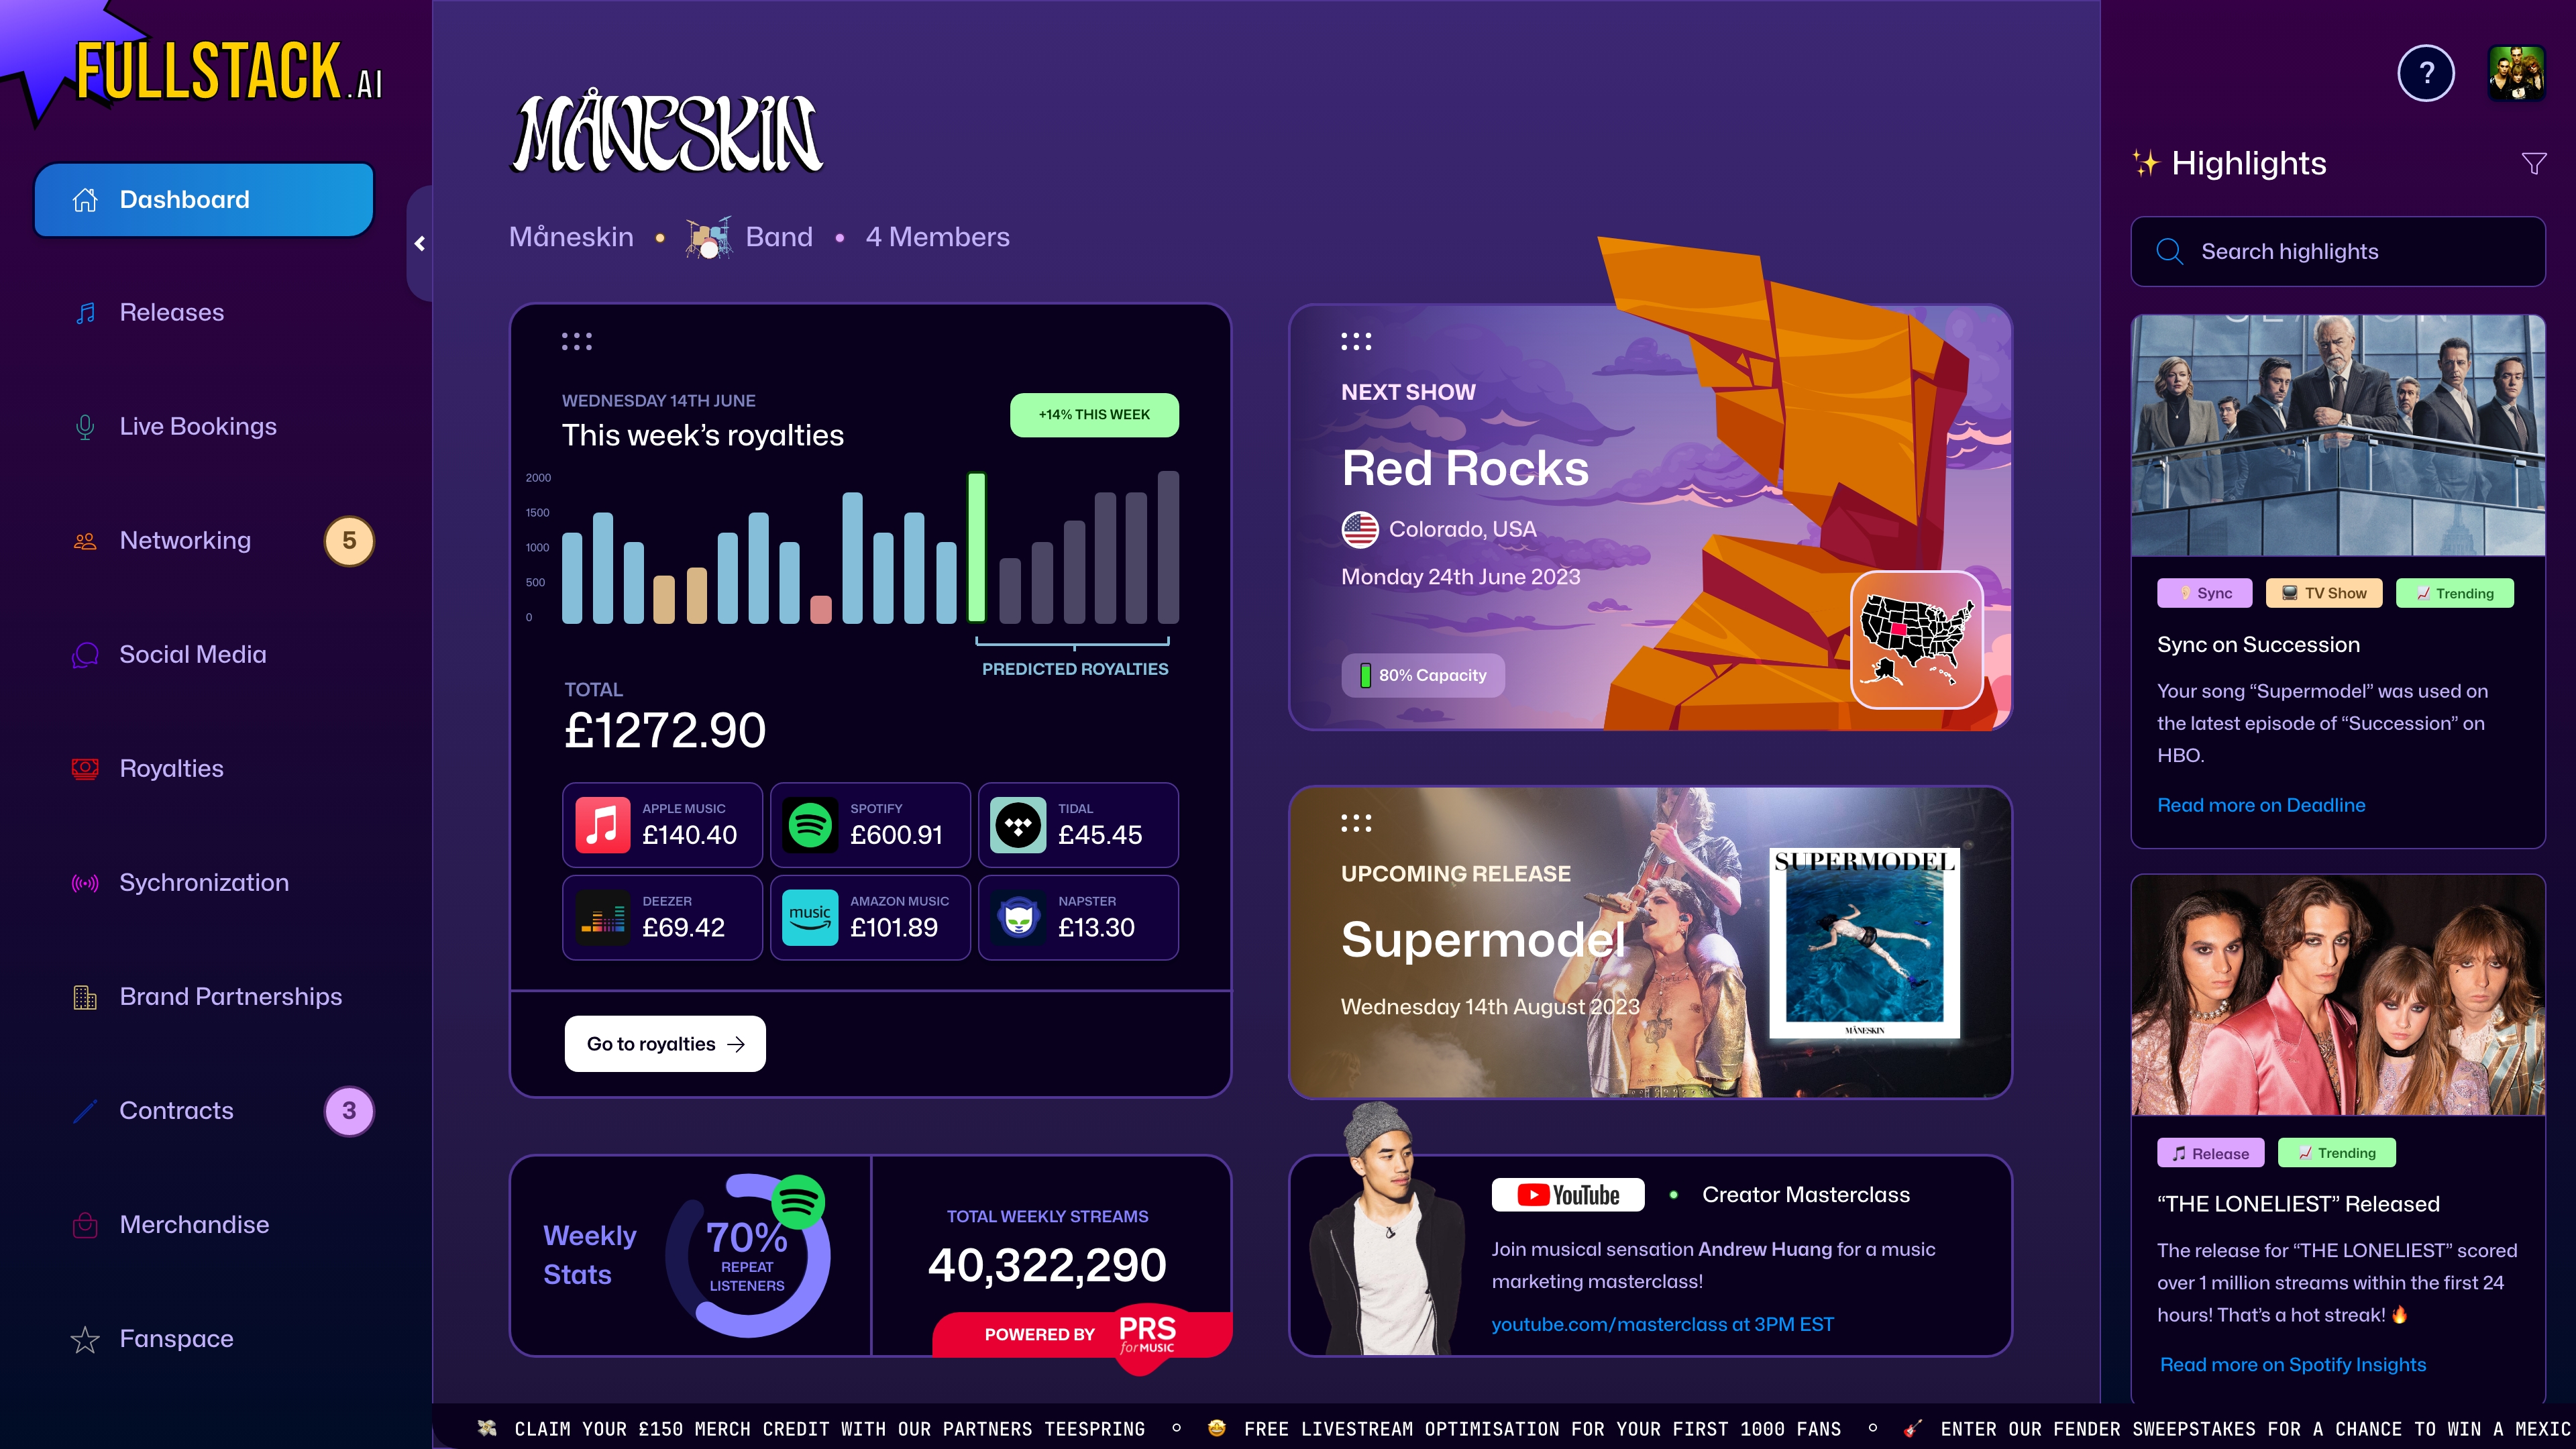 FULLSTACK.AI
Dashboard
Releases
Live Bookings
Networking
5
Social Media
Royalties
Sychronization
Brand Partnerships
Contracts
3
Merchandise
Fanspace
MÅNESKIN
Måneskin
Band
4 Members
WEDNESDAY 14TH JUNE
This week’s royalties
+14% THIS WEEK
2000
1500
1000
500
0
PREDICTED ROYALTIES
TOTAL
£1272.90
APPLE MUSIC
£140.40
SPOTIFY
£600.91
TIDAL
£45.45
DEEZER
£69.42
music
AMAZON MUSIC
£101.89
NAPSTER
£13.30
Go to royalties
NEXT SHOW
Red Rocks
Colorado, USA
Monday 24th June 2023
80% Capacity
UPCOMING RELEASE
Supermodel
Wednesday 14th August 2023
SUPERMODEL
MÅNESKIN
Weekly
Stats
70%
REPEAT
LISTENERS
TOTAL WEEKLY STREAMS
40,322,290
POWERED BY
PRS
for MUSIC
YouTube
Creator Masterclass
Join musical sensation Andrew Huang for a music
marketing masterclass!
youtube.com/masterclass at 3PM EST
?
✨ Highlights
Search highlights
Sync
TV Show
Trending
Sync on Succession
Your song “Supermodel” was used on
the latest episode of “Succession” on
HBO.
Read more on Deadline
Release
Trending
“THE LONELIEST” Released
The release for “THE LONELIEST” scored
over 1 million streams within the first 24
hours! That’s a hot streak! 🔥
Read more on Spotify Insights
💸 CLAIM YOUR £150 MERCH CREDIT WITH OUR PARTNERS TEESPRING ⚬ 🤩 FREE LIVESTREAM OPTIMISATION FOR YOUR FIRST 1000 FANS ⚬ 🎸 ENTER OUR FENDER SWEEPSTAKES FOR A CHANCE TO WIN A MEXIC